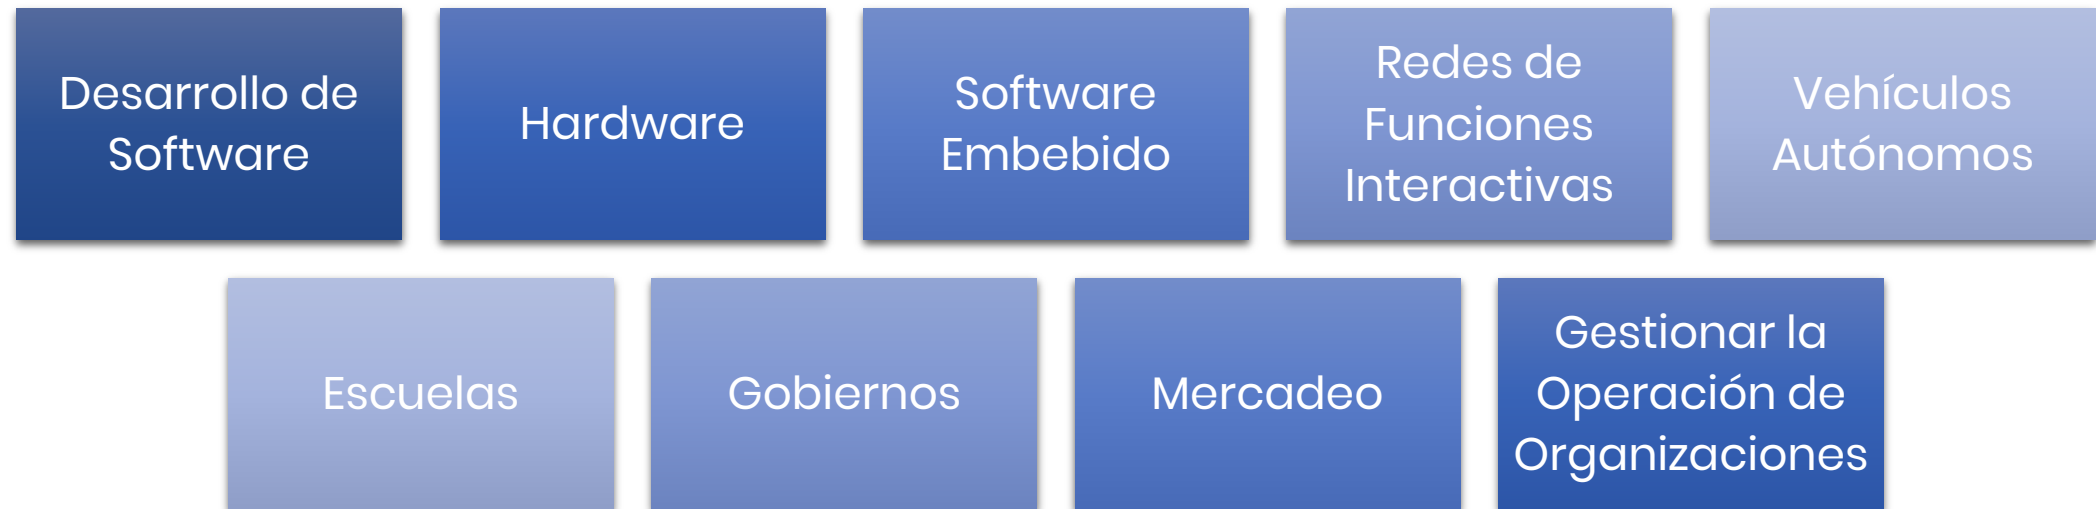 Desarrollo de
Software
Hardware
Software
Embebido
Redes de
Funciones
Interactivas
Vehículos
Autónomos
Escuelas
Gobiernos
Mercadeo
Gestionar la
Operación de
Organizaciones